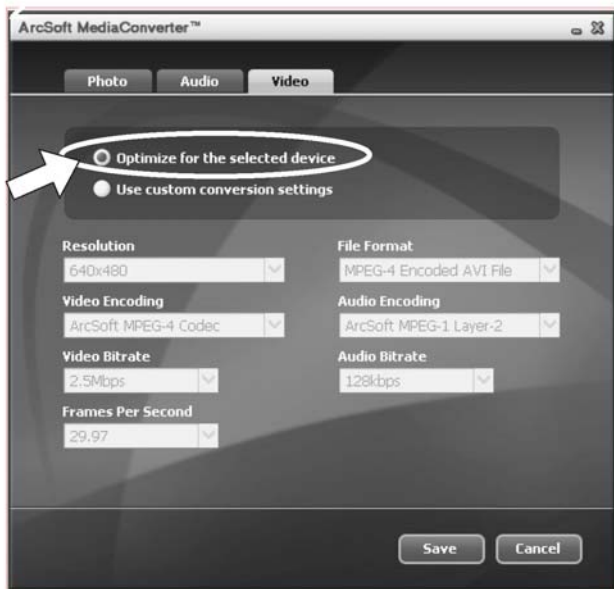 ArcSoft MediaConverter™
Photo Audio Video
Optimize for the selected device
Use custom conversion settings
Resolution
640x480
File Format
MPEG-4 Encoded AVI File
Video Encoding
ArcSoft MPEG-4 Codec
Audio Encoding
ArcSoft MPEG-1 Layer-2
Video Bitrate
2.5Mbps
Audio Bitrate
128kbps
Frames Per Second
29.97
Save Cancel